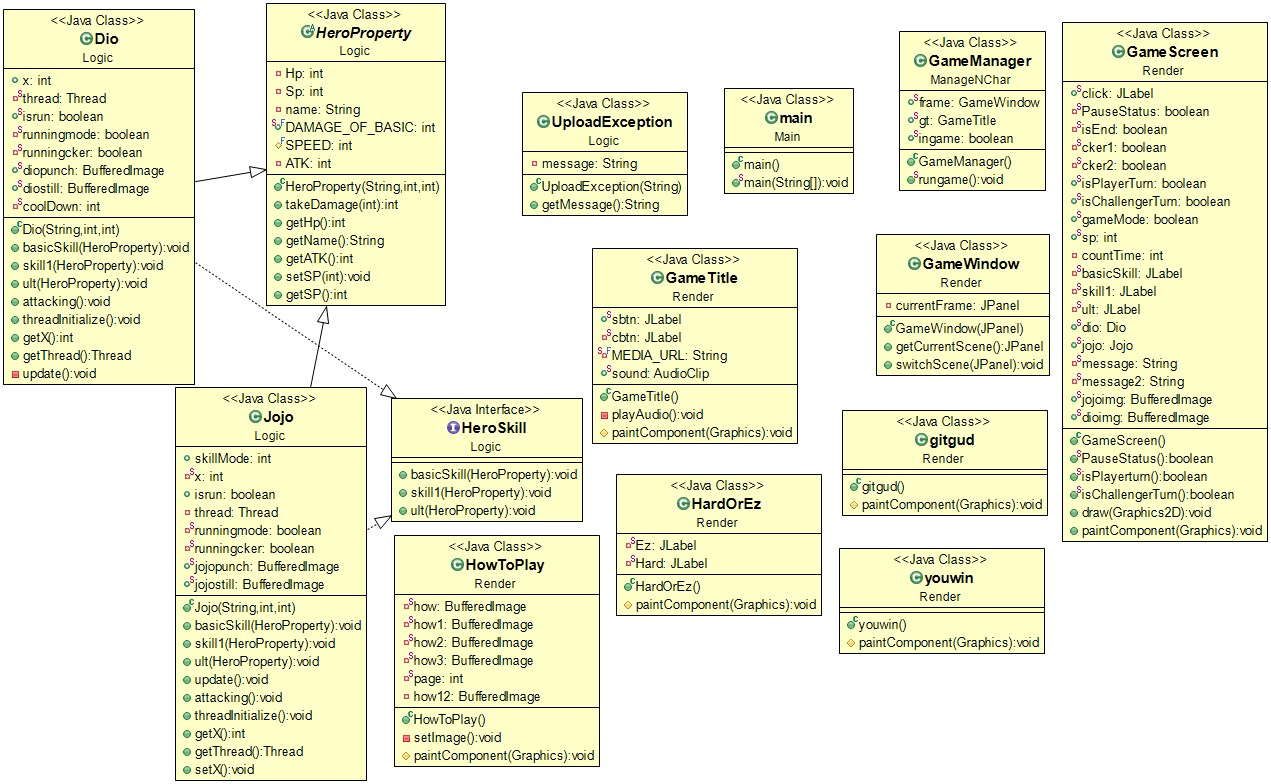 <<Java Class>>
Dio
Logic
x: int
thread: Thread
isrun: boolean
runningmode: boolean
runningcker: boolean
diopunch: BufferedImage
diostill: BufferedImage
coolDown: int
Dio(String,int,int)
basicSkill(HeroProperty):void
skill1(HeroProperty):void
ult(HeroProperty):void
attacking():void
threadInitialize():void
getX():int
getThread():Thread
update():void
<<Java Class>>
HeroProperty
Logic
Hp: int
Sp: int
name: String
DAMAGE_OF_BASIC: int
SPEED: int
ATK: int
HeroProperty(String,int,int)
takeDamage(int):int
getHp():int
getName():String
getATK():int
setSP(int):void
getSP():int
<<Java Class>>
Jojo
Logic
skillMode: int
x: int
isrun: boolean
thread: Thread
runningmode: boolean
runningcker: boolean
jojopunch: BufferedImage
jojostill: BufferedImage
Jojo(String,int,int)
basicSkill(HeroProperty):void
skill1(HeroProperty):void
ult(HeroProperty):void
update():void
attacking():void
threadInitialize():void
getX():int
getThread():Thread
setX():void
<<Java Interface>>
HeroSkill
Logic
basicSkill(HeroProperty):void
skill1(HeroProperty):void
ult(HeroProperty):void
<<Java Class>>
HowToPlay
Render
how: BufferedImage
how1: BufferedImage
how2: BufferedImage
how3: BufferedImage
page: int
how12: BufferedImage
HowToPlay()
setImage():void
paintComponent(Graphics):void
<<Java Class>>
UploadException
Logic
message: String
UploadException(String)
getMessage():String
<<Java Class>>
main
Main
main()
main(String[]):void
<<Java Class>>
GameTitle
Render
sbtn: JLabel
cbtn: JLabel
MEDIA_URL: String
sound: AudioClip
GameTitle()
playAudio():void
paintComponent(Graphics):void
<<Java Class>>
HardOrEz
Render
Ez: JLabel
Hard: JLabel
HardOrEz()
paintComponent(Graphics):void
<<Java Class>>
GameManager
ManageNChar
frame: GameWindow
gt: GameTitle
ingame: boolean
GameManager()
rungame():void
<<Java Class>>
GameWindow
Render
currentFrame: JPanel
GameWindow(JPanel)
getCurrentScene():JPanel
switchScene(JPanel):void
<<Java Class>>
gitgud
Render
gitgud()
paintComponent(Graphics):void
<<Java Class>>
youwin
Render
youwin()
paintComponent(Graphics):void
<<Java Class>>
GameScreen
Render
click: JLabel
PauseStatus: boolean
isEnd: boolean
cker1: boolean
cker2: boolean
isPlayerTurn: boolean
isChallengerTurn: boolean
gameMode: boolean
sp: int
countTime: int
basicSkill: JLabel
skill1: JLabel
ult: JLabel
dio: Dio
jojo: Jojo
message: String
message2: String
jojoimg: BufferedImage
dioimg: BufferedImage
GameScreen()
PauseStatus():boolean
isPlayerturn():boolean
isChallengerTurn():boolean
draw(Graphics2D):void
paintComponent(Graphics):void